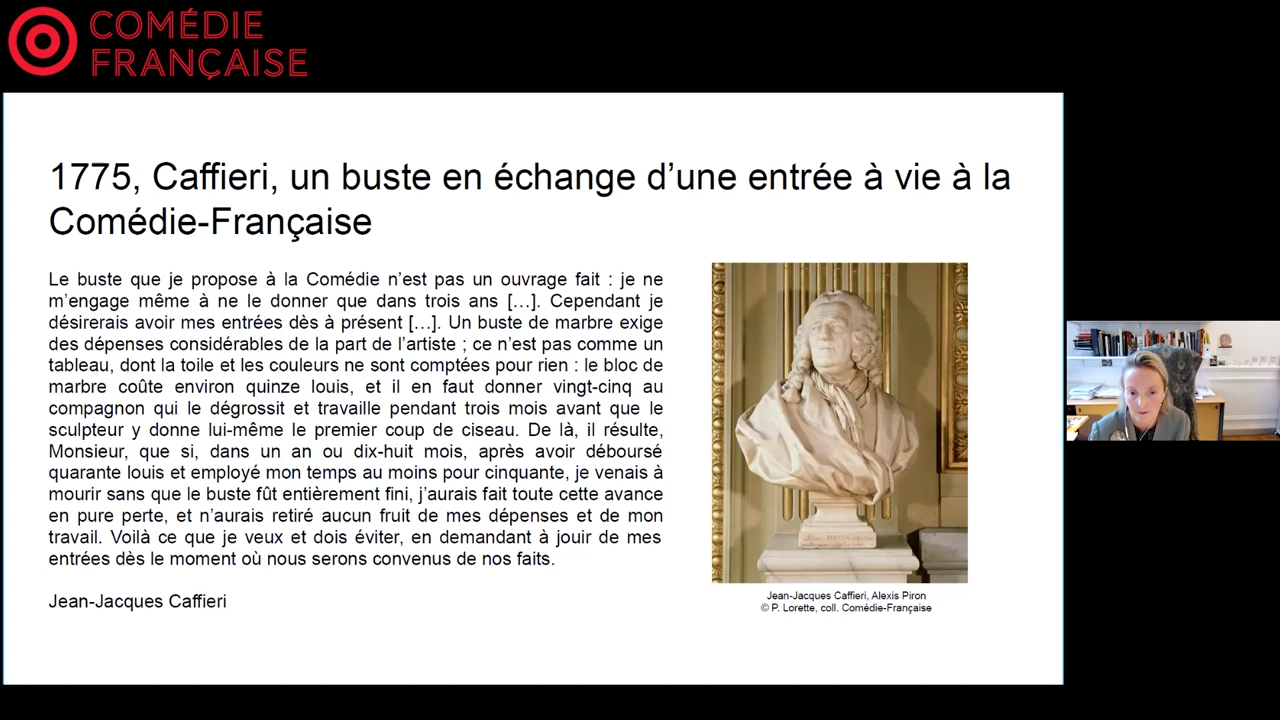 COMÉDIE
FRANÇAISE
1775, Caffieri, un buste en échange d’une entrée à vie à la
Comédie-Française
Le buste que je propose à la Comédie n’est pas un ouvrage fait : je ne
m’engage même à ne le donner que dans trois ans […]. Cependant je
désirerais avoir mes entrées dès à présent […]. Un buste de marbre exige
des dépenses considérables de la part de l’artiste ; ce n’est pas comme un
tableau, dont la toile et les couleurs ne sont comptées pour rien : le bloc de
marbre coûte environ quinze louis, et il en faut donner vingt-cinq au
compagnon qui le dégrossit et travaille pendant trois mois avant que le
sculpteur y donne lui-même le premier coup de ciseau. De là, il résulte,
Monsieur, que si, dans un an ou dix-huit mois, après avoir déboursé
quarante louis et employé mon temps au moins pour cinquante, je venais à
mourir sans que le buste fût entièrement fini, j’aurais fait toute cette avance
en pure perte, et n’aurais retiré aucun fruit de mes dépenses et de mon
travail. Voilà ce que je veux et dois éviter, en demandant à jouir de mes
entrées dès le moment où nous serons convenus de nos faits.
Jean-Jacques Caffieri
Jean-Jacques Caffieri, Alexis Piron
© P. Lorette, coll. Comédie-Française